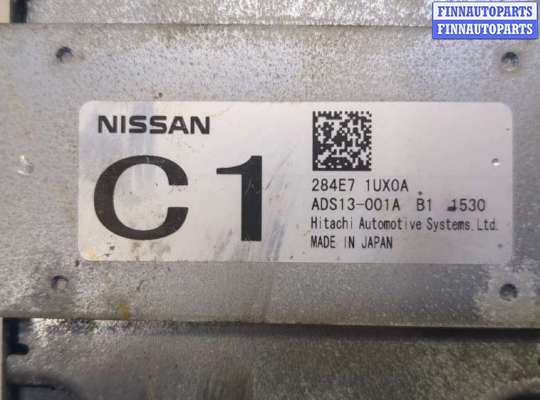 FINNAUTOPARTS
FINNAUTOPARTS
NISSAN
C1
284E7 1UX0A
ADS13-001A B1 1530
Hitachi Automotive Systems,Ltd.
MADE IN JAPAN